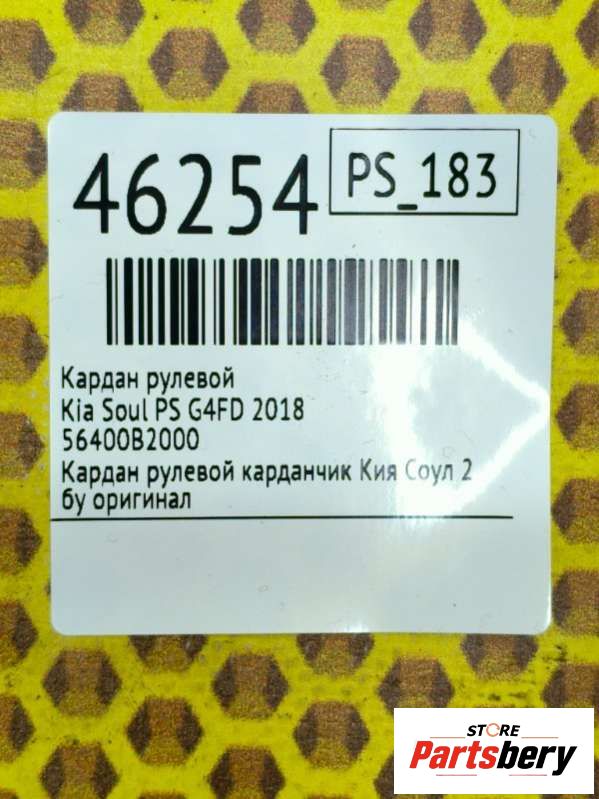 46254
PS_183
Кардан рулевой
Kia Soul PS G4FD 2018
56400B2000
Кардан рулевой карданчик Кия Соул 2
бу оригинал
STORE
Partsbery